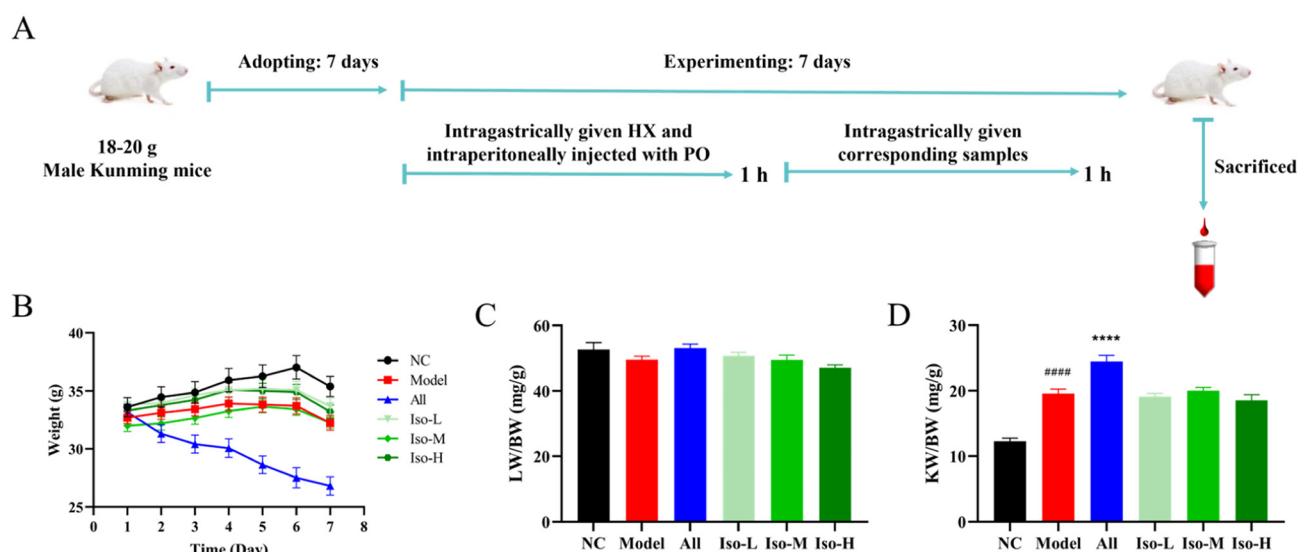 A
Adopting: 7 days
Experimenting: 7 days
18-20 g
Male Kunming mice
Intragastrically given HX and
intraperitoneally injected with PO
1 h
Intragastrically given
corresponding samples
1 h
Sacrificed
B
40
35
30
25
Weight (g)
0 1 2 3 4 5 6 7 8
Time (Day)
NC
Model
All
Iso-L
Iso-M
Iso-H
C
60
40
20
0
LW/BW (mg/g)
NC Model All Iso-L Iso-M Iso-H
D
30
20
10
0
KW/BW (mg/g)
####
****
NC Model All Iso-L Iso-M Iso-H